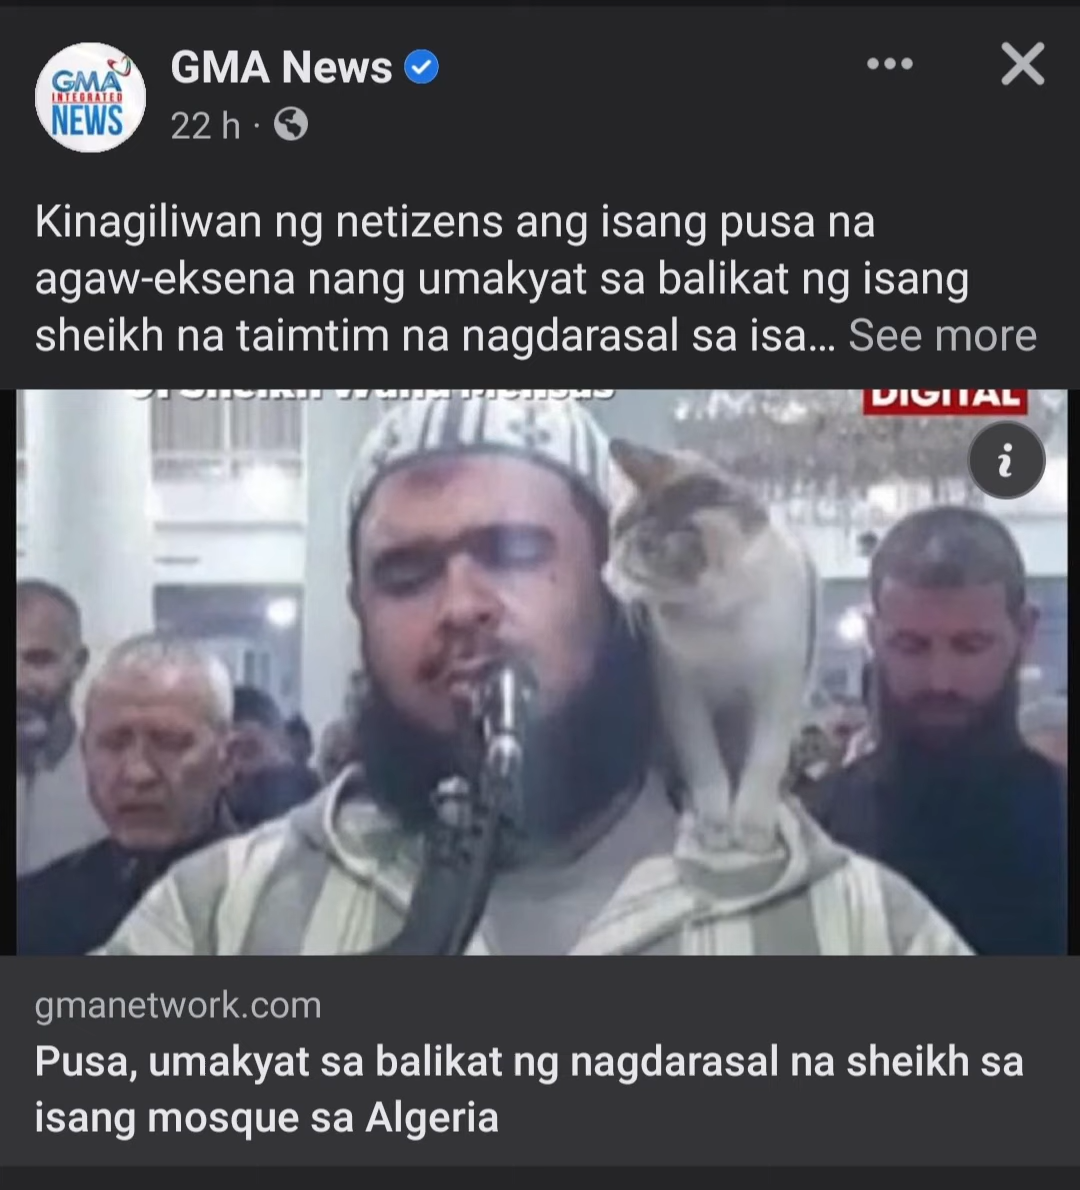 GMA
INTEGRATED
NEWS
GMA News
22 h ·
Kinagiliwan ng netizens ang isang pusa na
agaw-eksena nang umakyat sa balikat ng isang
sheikh na taimtim na nagdarasal sa isa... See more
DIGITAL
i
gmanetwork.com
Pusa, umakyat sa balikat ng nagdarasal na sheikh sa
isang mosque sa Algeria